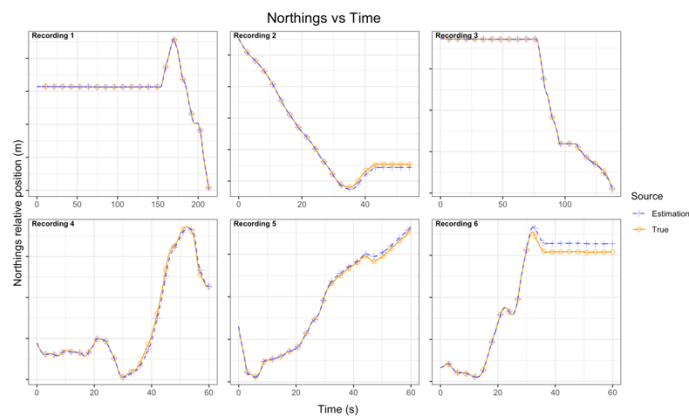 Northings vs Time
Recording 1
Recording 2
Recording 3
0 50 100 150 200
0 20 40
0 50 100
Northings relative position (m)
Source
Estimation
True
Recording 4
Recording 5
Recording 6
0 20 40 60
0 20 40 60
0 20 40 60
Time (s)